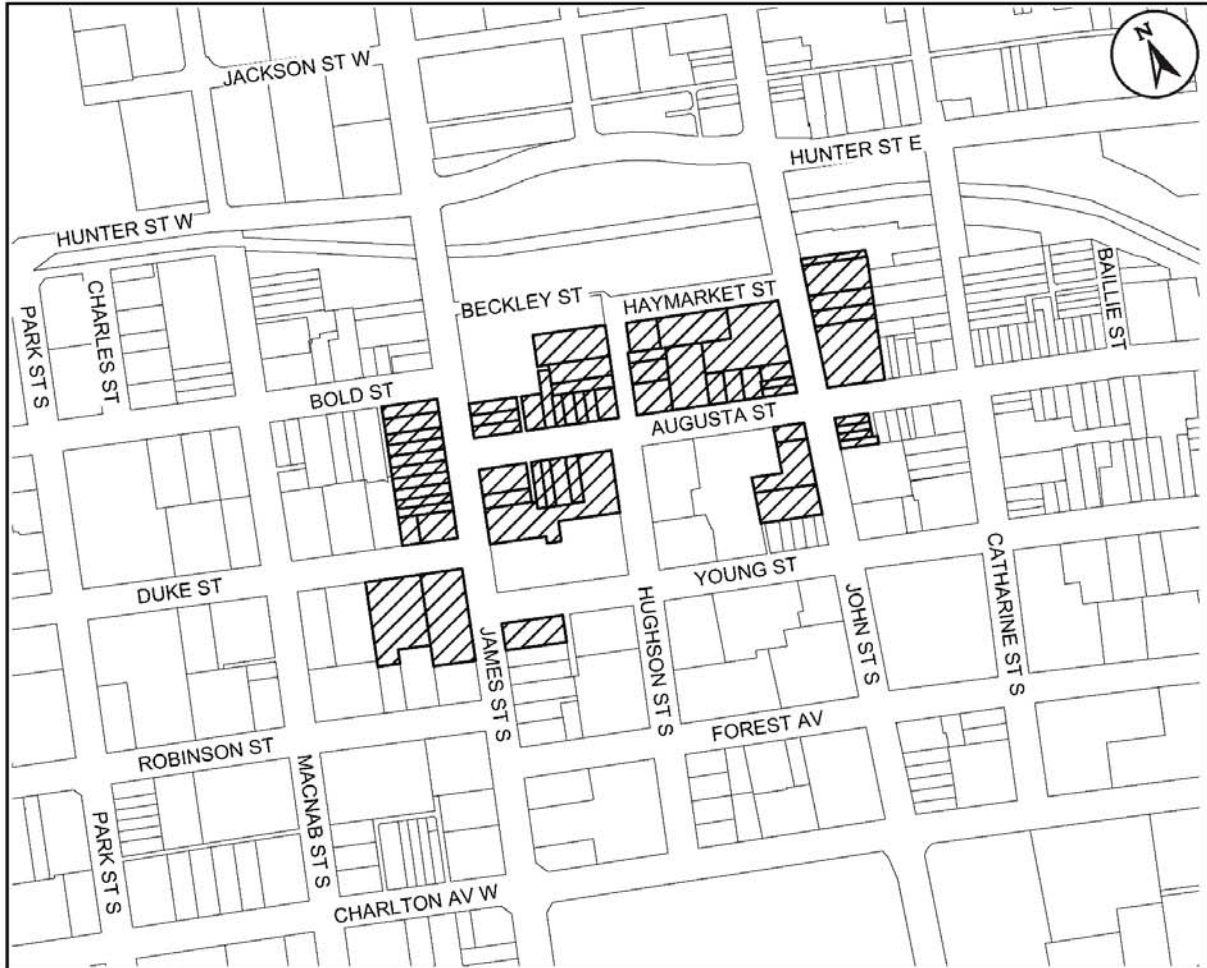 N
JACKSON ST W
HUNTER ST E
HUNTER ST W
BAILLIE ST
CHARLES ST
PARK ST S
BECKLEY ST
HAYMARKET ST
BOLD ST
AUGUSTA ST
DUKE ST
YOUNG ST
CATHARINE ST S
HUGHSON ST S
JOHN ST S
JAMES ST S
FOREST AV
ROBINSON ST
MACNAB ST S
PARK ST S
CHARLTON AV W